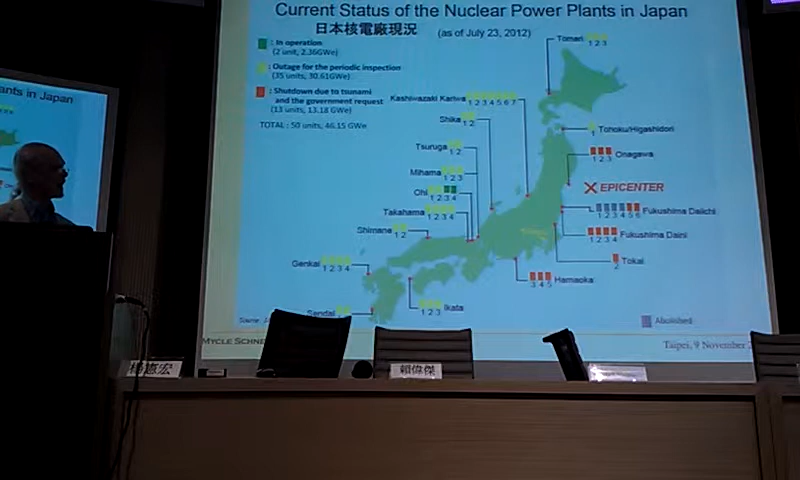 Current Status of the Nuclear Power Plants in Japan
日本核電廠現況 (as of July 23, 2012)
: In operation
(2 unit, 2.36GWe)
: Outage for the periodic inspection
(35 units, 30.61GWe)
: Shutdown due to tsunami
and the government request
(13 units, 13.18 GWe)
TOTAL : 50 units, 46.15 GWe
Tomari 1 2 3
Kashiwazaki Kariwa 1 2 3 4 5 6 7
Shika 1 2
Tohoku/Higashidori
1
Tsuruga 1 2
Onagawa
1 2 3
Mihama 1 2 3
EPICENTER
Ohi 1 2 3 4
Takahama 1 2 3 4
Fukushima Daiichi
1 2 3 4 5 6
Shimane 1 2
Fukushima Daini
1 2 3 4
Genkai 1 2 3 4
Tokai
2
Hamaoka
3 4 5
Sendai
Ikata
1 2 3
Abolished
MYCLE SCHNE
Taipei, 9 November 2
ants in Japan
惠宏
賴偉傑